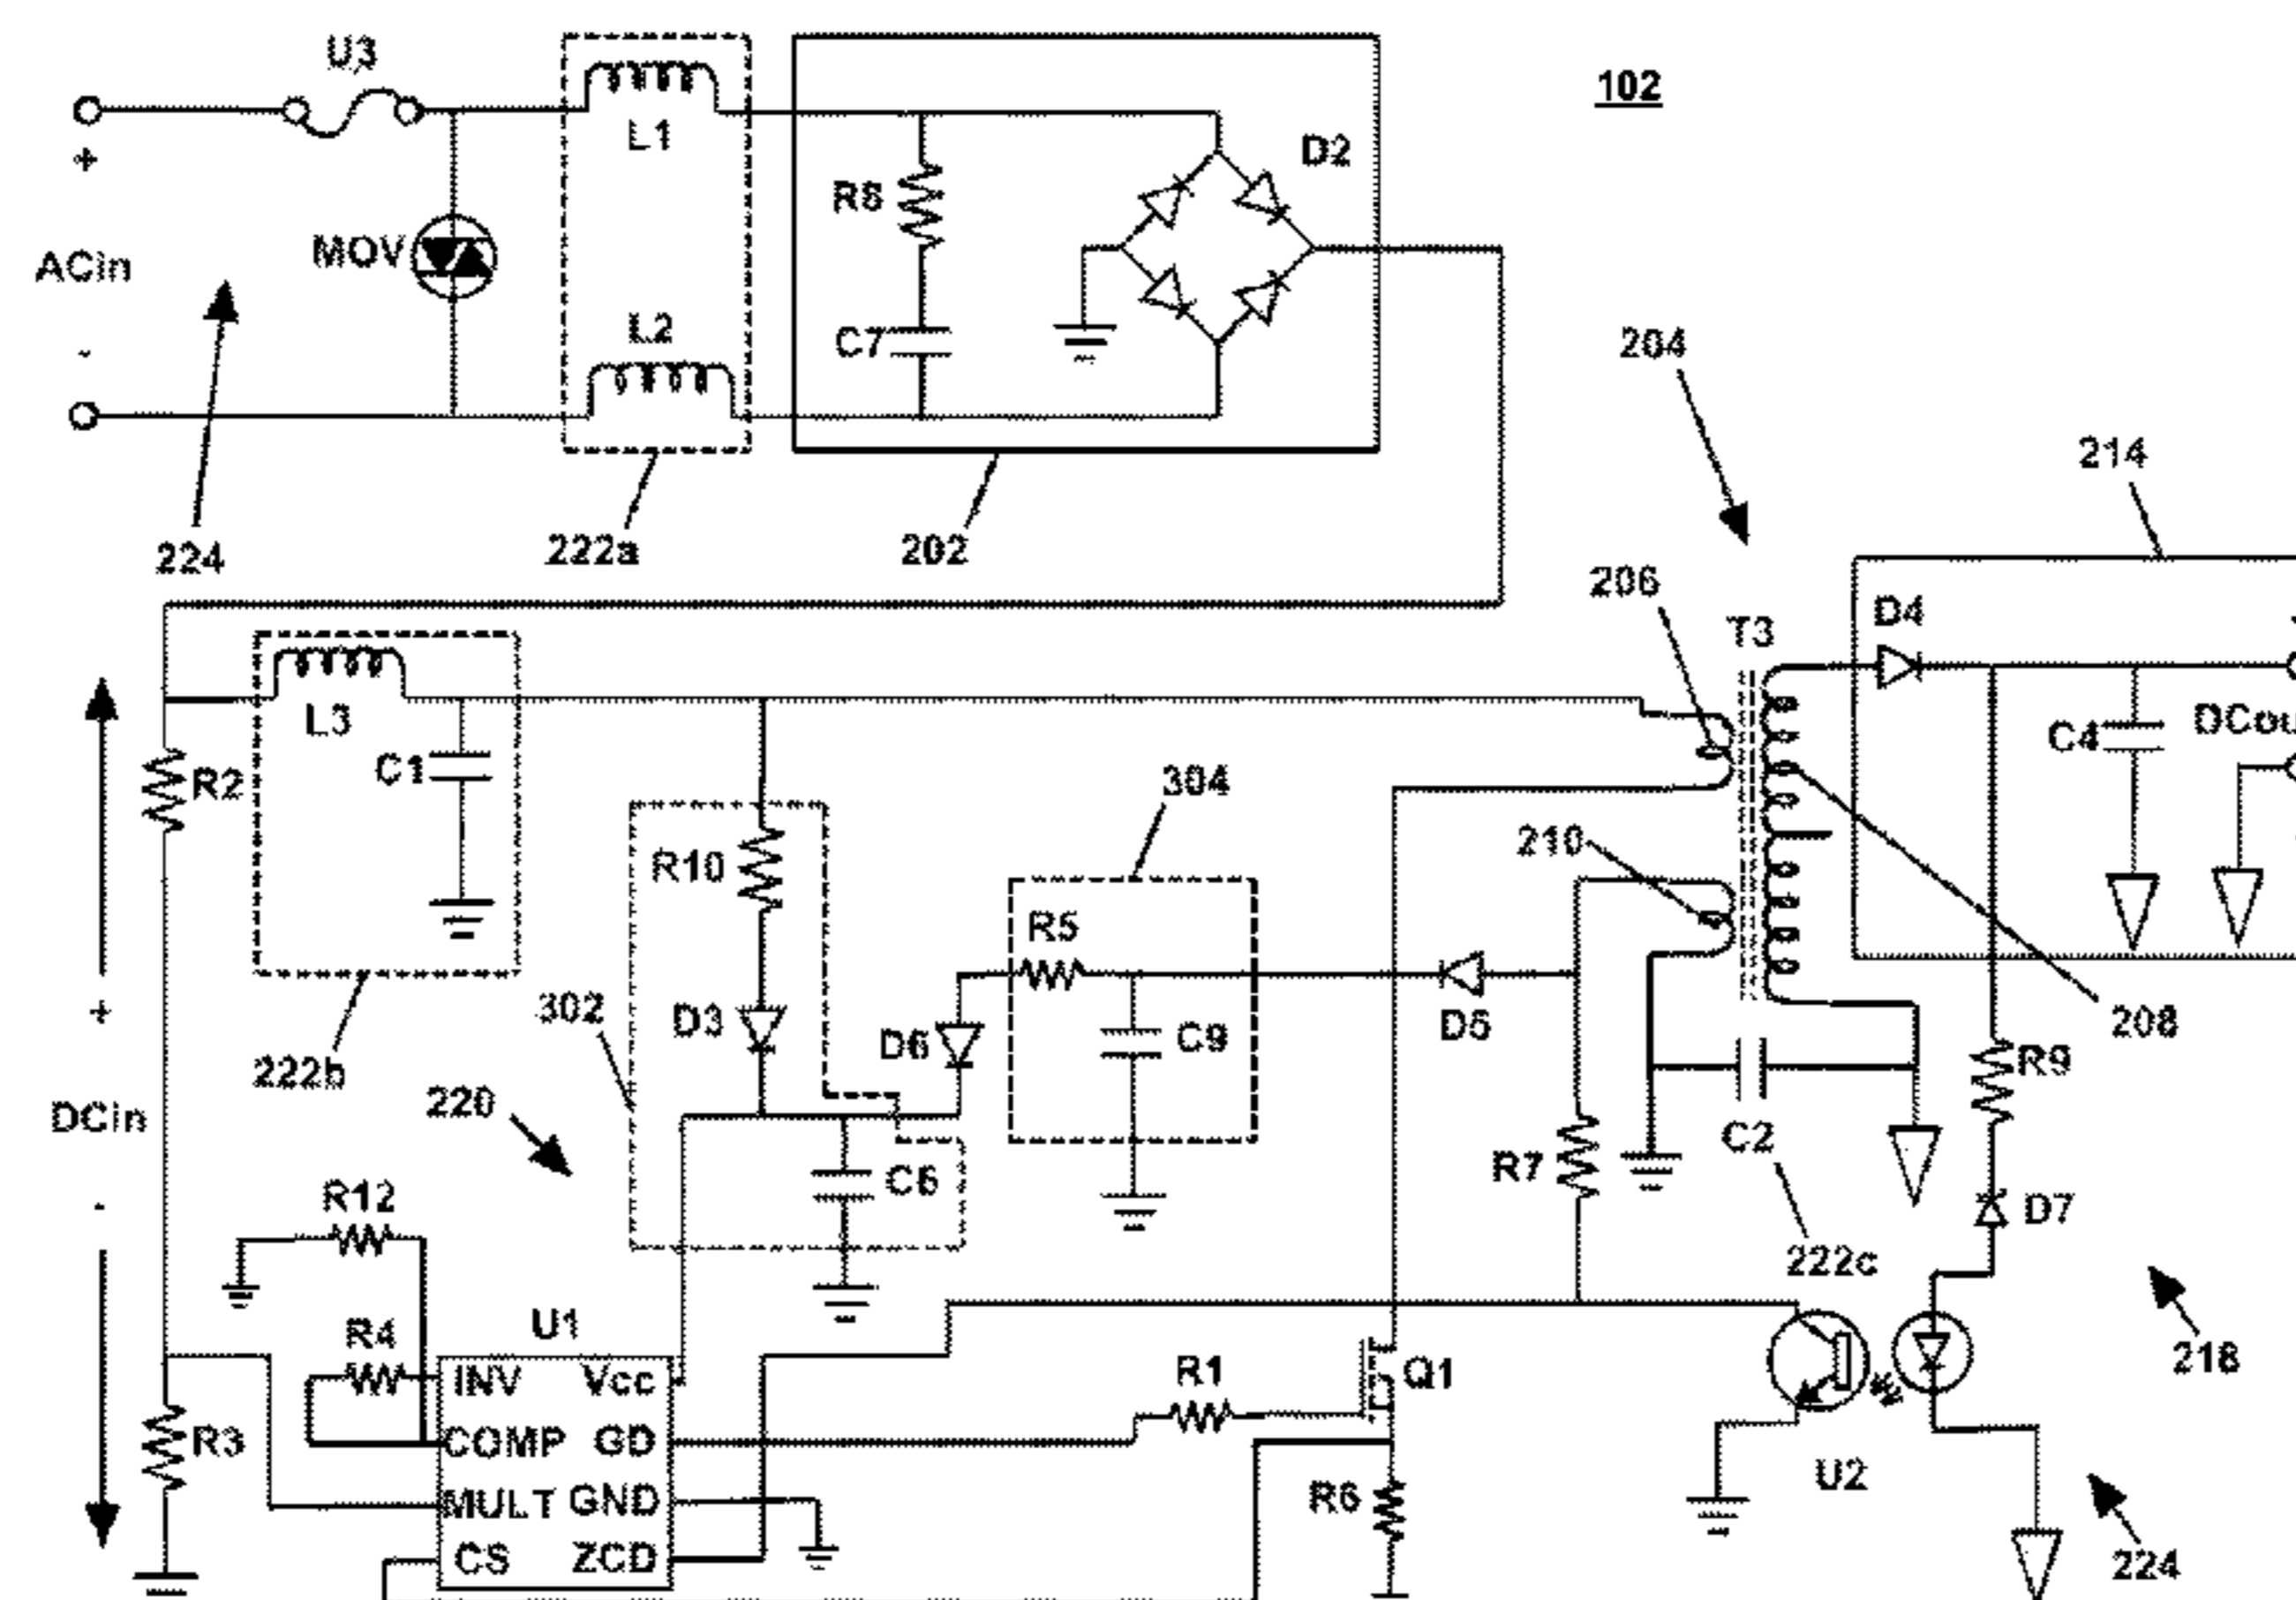 U3
102
L1
D2
+
R8
MOV
ACin
L2
C7
-
204
214
224
222a
202
206
T3
D4
L3
C1
R2
C4
DCou
304
R10
210
R5
302
D3
D6
C9
D5
208
R9
+
222b
220
DCin
C2
R7
C6
R12
D7
-
222c
U1
R4
218
INV
Vcc
R1
Q1
R3
COMP
GD
U2
MULT
GND
R6
CS
ZCD
224